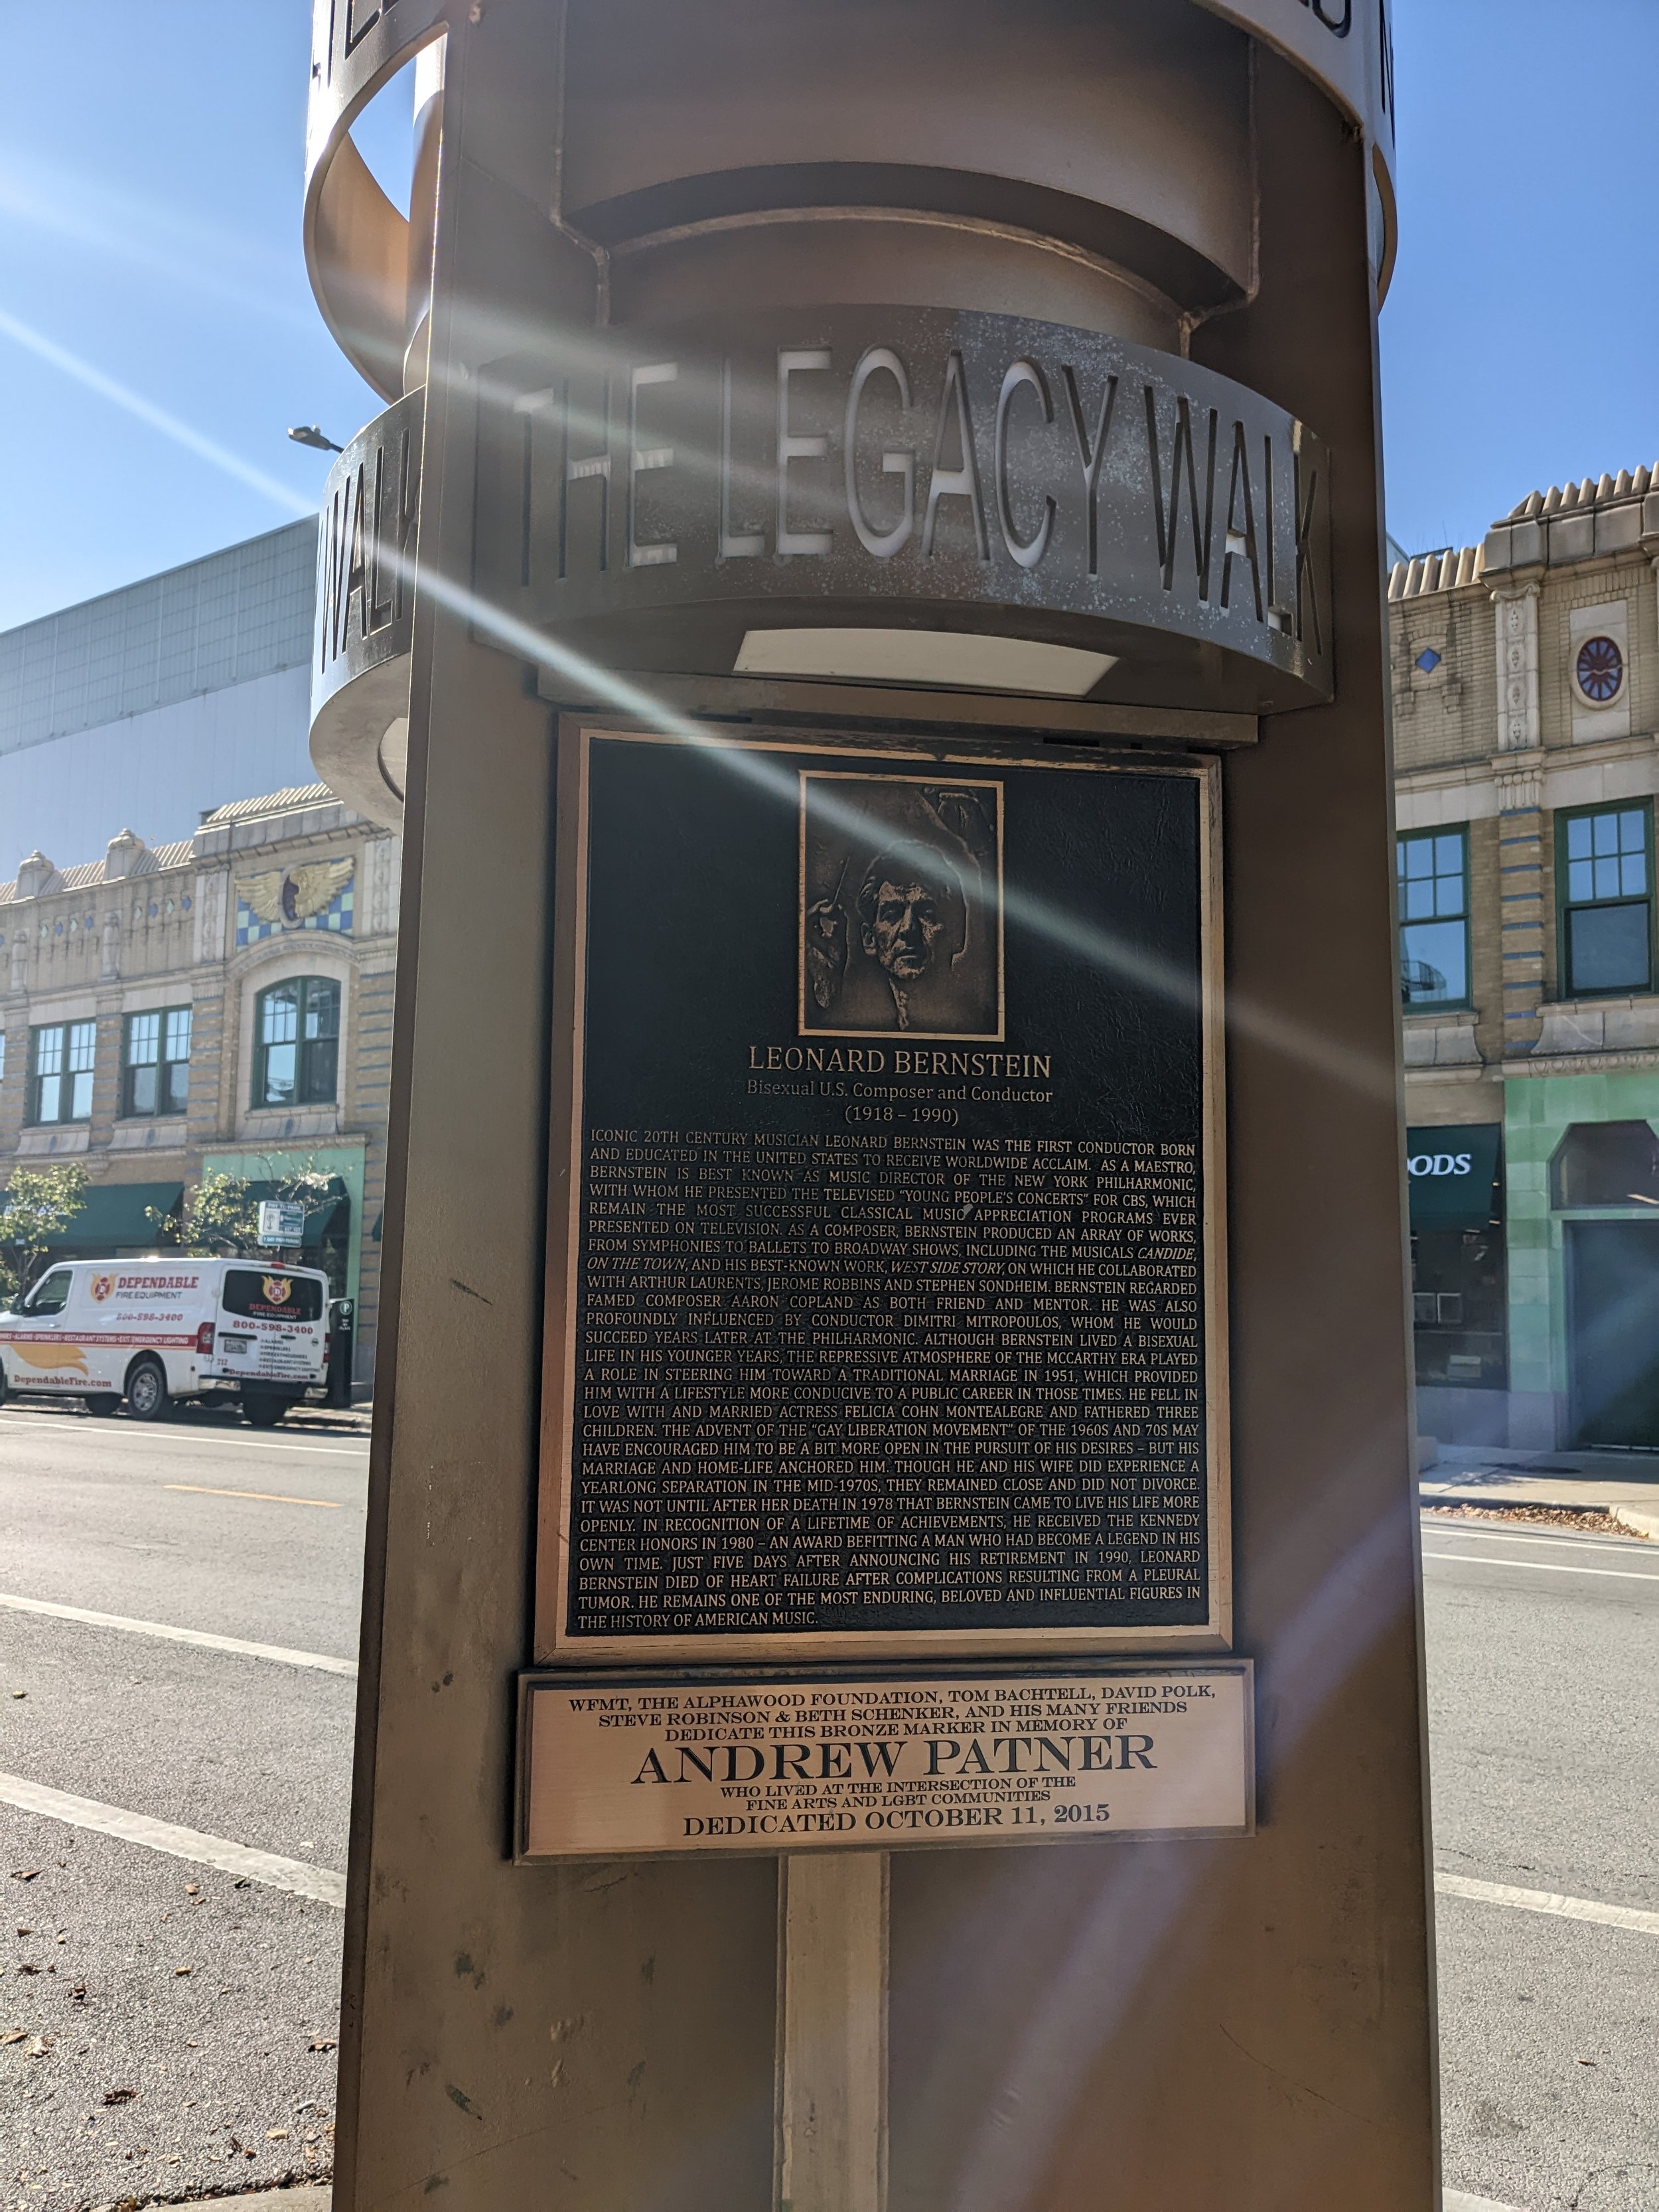 THE LEGACY WALK
WALK
LEONARD BERNSTEIN
Bisexual U.S. Composer and Conductor
(1918 – 1990)
ICONIC 20TH CENTURY MUSICIAN LEONARD BERNSTEIN WAS THE FIRST CONDUCTOR BORN
AND EDUCATED IN THE UNITED STATES TO RECEIVE WORLDWIDE ACCLAIM. AS A MAESTRO,
BERNSTEIN IS BEST KNOWN AS MUSIC DIRECTOR OF THE NEW YORK PHILHARMONIC,
WITH WHOM HE PRESENTED THE TELEVISED "YOUNG PEOPLE'S CONCERTS" FOR CBS, WHICH
REMAIN THE MOST SUCCESSFUL CLASSICAL MUSIC APPRECIATION PROGRAMS EVER
PRESENTED ON TELEVISION. AS A COMPOSER, BERNSTEIN PRODUCED AN ARRAY OF WORKS,
FROM SYMPHONIES TO BALLETS TO BROADWAY SHOWS, INCLUDING THE MUSICALS CANDIDE,
ON THE TOWN, AND HIS BEST-KNOWN WORK, WEST SIDE STORY, ON WHICH HE COLLABORATED
WITH ARTHUR LAURENTS, JEROME ROBBINS AND STEPHEN SONDHEIM. BERNSTEIN REGARDED
FAMED COMPOSER AARON COPLAND AS BOTH FRIEND AND MENTOR. HE WAS ALSO
PROFOUNDLY INFLUENCED BY CONDUCTOR DIMITRI MITROPOULOS, WHOM HE WOULD
SUCCEED YEARS LATER AT THE PHILHARMONIC. ALTHOUGH BERNSTEIN LIVED A BISEXUAL
LIFE IN HIS YOUNGER YEARS, THE REPRESSIVE ATMOSPHERE OF THE MCCARTHY ERA PLAYED
A ROLE IN STEERING HIM TOWARD A TRADITIONAL MARRIAGE IN 1951, WHICH PROVIDED
HIM WITH A LIFESTYLE MORE CONDUCIVE TO A PUBLIC CAREER IN THOSE TIMES. HE FELL IN
LOVE WITH AND MARRIED ACTRESS FELICIA COHN MONTEALEGRE AND FATHERED THREE
CHILDREN. THE ADVENT OF THE "GAY LIBERATION MOVEMENT" OF THE 1960S AND 70S MAY
HAVE ENCOURAGED HIM TO BE A BIT MORE OPEN IN THE PURSUIT OF HIS DESIRES – BUT HIS
MARRIAGE AND HOME-LIFE ANCHORED HIM. THOUGH HE AND HIS WIFE DID EXPERIENCE A
YEARLONG SEPARATION IN THE MID-1970S, THEY REMAINED CLOSE AND DID NOT DIVORCE.
IT WAS NOT UNTIL AFTER HER DEATH IN 1978 THAT BERNSTEIN CAME TO LIVE HIS LIFE MORE
OPENLY. IN RECOGNITION OF A LIFETIME OF ACHIEVEMENTS, HE RECEIVED THE KENNEDY
CENTER HONORS IN 1980 – AN AWARD BEFITTING A MAN WHO HAD BECOME A LEGEND IN HIS
OWN TIME. JUST FIVE DAYS AFTER ANNOUNCING HIS RETIREMENT IN 1990, LEONARD
BERNSTEIN DIED OF HEART FAILURE AFTER COMPLICATIONS RESULTING FROM A PLEURAL
TUMOR. HE REMAINS ONE OF THE MOST ENDURING, BELOVED AND INFLUENTIAL FIGURES IN
THE HISTORY OF AMERICAN MUSIC.
WFMT, THE ALPHAWOOD FOUNDATION, TOM BACHTELL, DAVID POLK,
STEVE ROBINSON & BETH SCHENKER, AND HIS MANY FRIENDS
DEDICATE THIS BRONZE MARKER IN MEMORY OF
ANDREW PATNER
WHO LIVED AT THE INTERSECTION OF THE
FINE ARTS AND LGBT COMMUNITIES
DEDICATED OCTOBER 11, 2015
DEPENDABLE
FIRE EQUIPMENT
800-598-3400
ALARMS • SPRINKLERS • RESTAURANT SYSTEMS • EXIT/EMERGENCY LIGHTING
DependableFire.com
DEPENDABLE
FIRE EQUIPMENT
800-598-3400
DependableFire.com
OODS